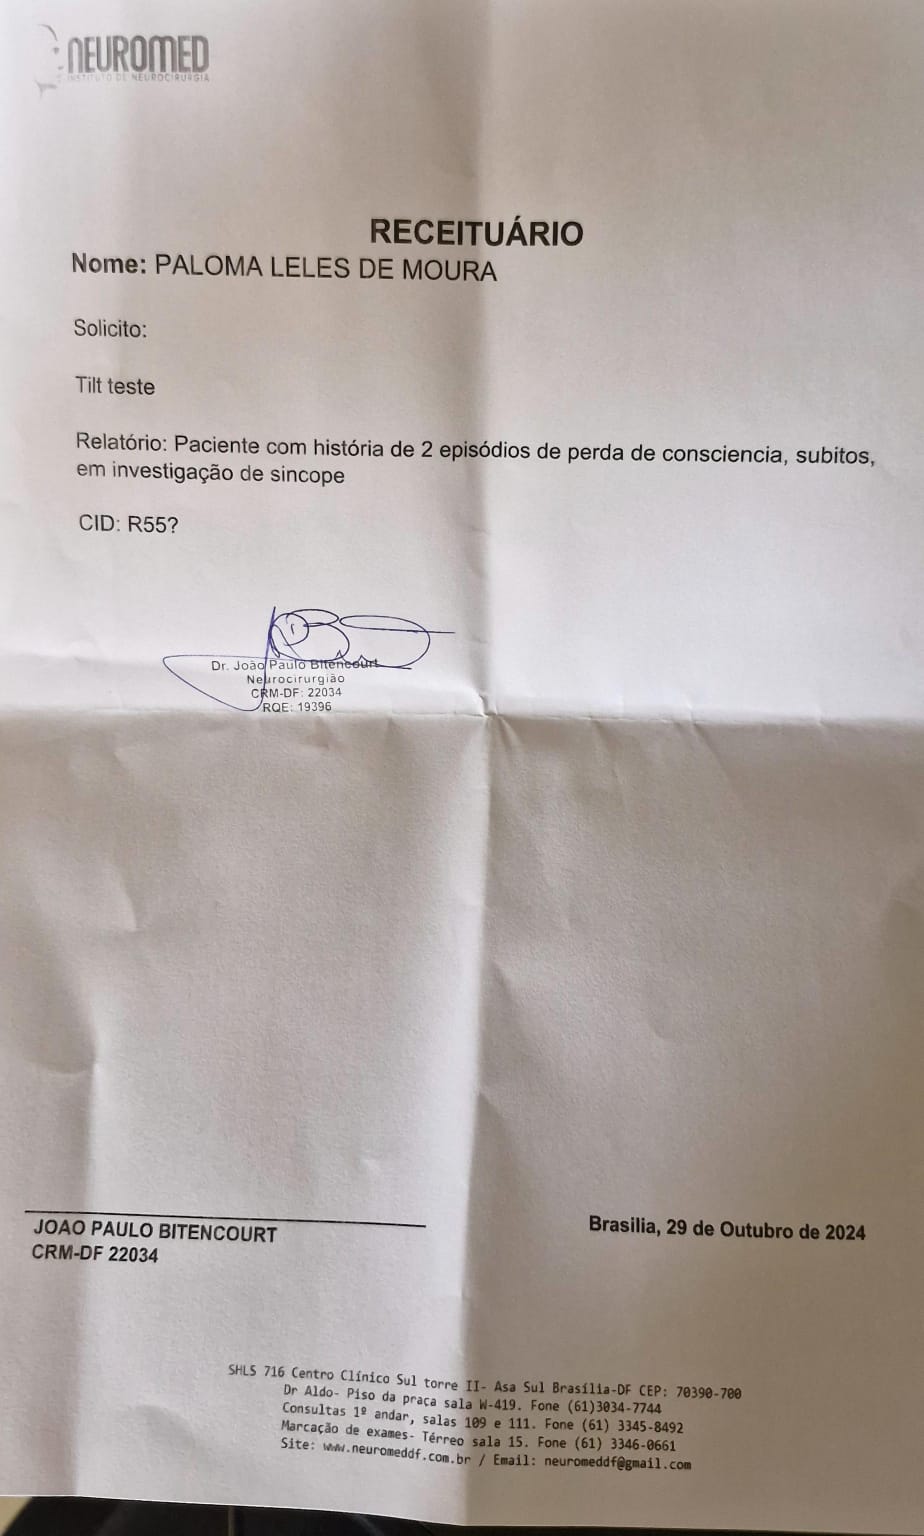 NEUROMED
INSTITUTO DE NEUROCIRURGIA
RECEITUÁRIO
Nome: PALOMA LELES DE MOURA
Solicito:
Tilt teste
Relatório: Paciente com história de 2 episódios de perda de consciencia, subitos,
em investigação de sincope
CID: R55?
Dr. João Paulo Bitencourt
Neurocirurgião
CRM-DF: 22034
RQE: 19396
JOAO PAULO BITENCOURT
CRM-DF 22034
Brasilia, 29 de Outubro de 2024
SHLS 716 Centro Clínico Sul torre II- Asa Sul Brasília-DF CEP: 70390-700
Dr Aldo- Piso da praça sala W-419. Fone (61)3034-7744
Consultas 1º andar, salas 109 e 111. Fone (61) 3345-8492
Marcação de exames- Térreo sala 15. Fone (61) 3346-0661
Site: www.neuromeddf.com.br / Email: neuromeddf@gmail.com